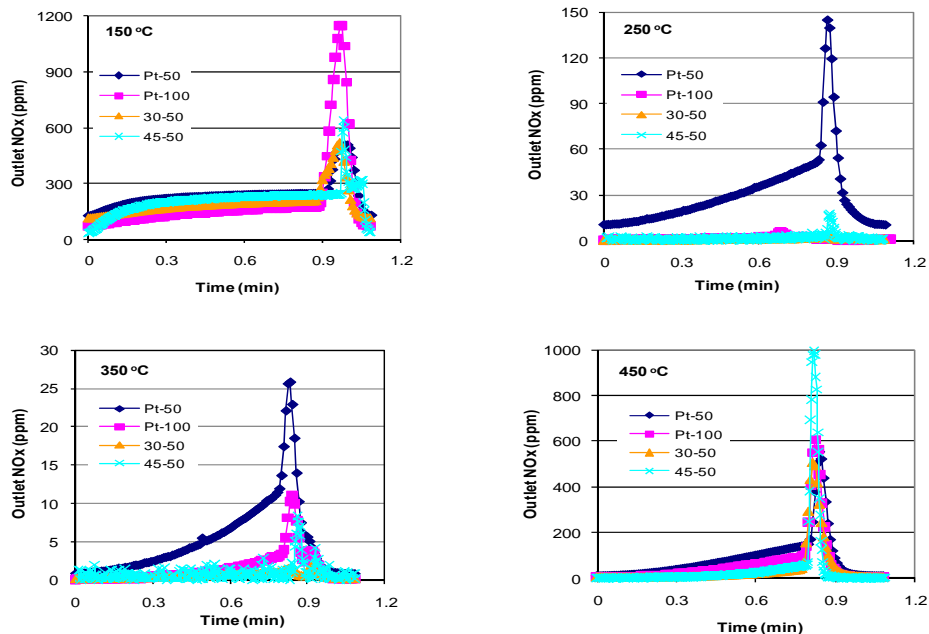 150 °C
Outlet NOx (ppm)
1200
900
600
300
0
Pt-50
Pt-100
30-50
45-50
0 0.3 0.6 0.9 1.2
Time (min)
250 °C
Outlet NOx (ppm)
150
120
90
60
30
0
Pt-50
Pt-100
30-50
45-50
0 0.3 0.6 0.9 1.2
Time (min)
350 °C
Outlet NOx (ppm)
30
25
20
15
10
5
0
Pt-50
Pt-100
30-50
45-50
0 0.3 0.6 0.9 1.2
Time (min)
450 °C
Outlet NOx (ppm)
1000
800
600
400
200
0
Pt-50
Pt-100
30-50
45-50
0 0.3 0.6 0.9 1.2
Time (min)